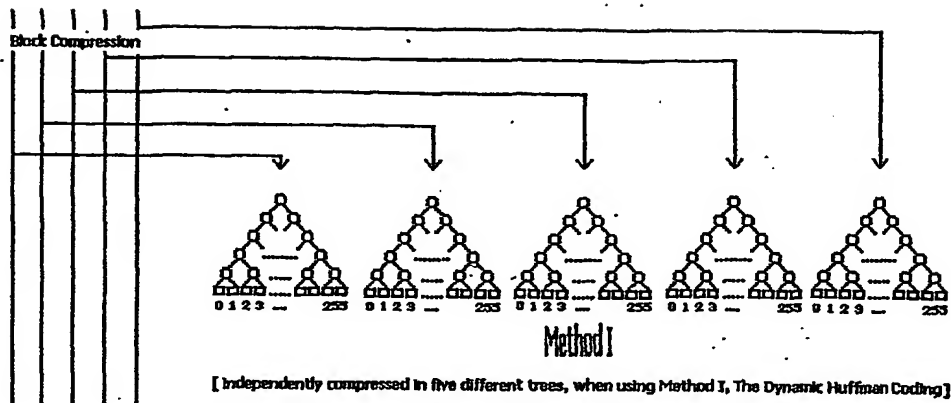 Block Compression
0 1 2 3 ... 255 0 1 2 3 ... 255 0 1 2 3 ... 255 0 1 2 3 ... 255 0 1 2 3 ... 255
Method I
[ Independently compressed in five different trees, when using Method I, The Dynamic Huffman Coding]